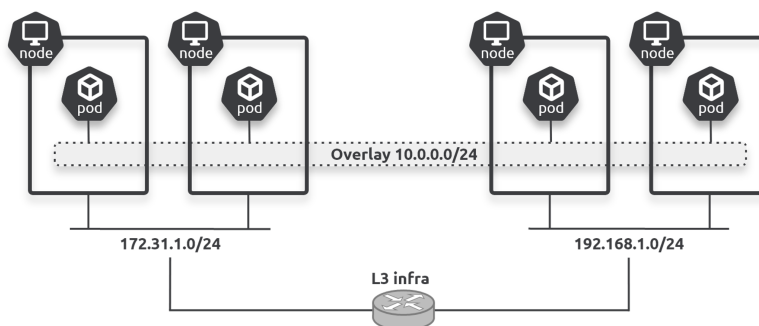 node
node
node
node
pod
pod
pod
pod
Overlay 10.0.0.0/24
172.31.1.0/24
192.168.1.0/24
L3 infra